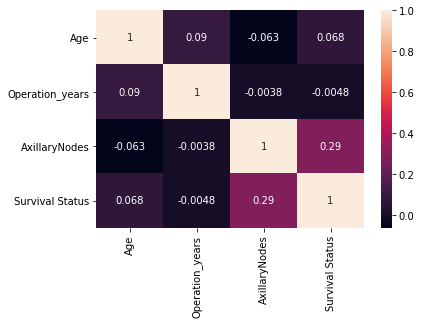 Age
Operation_years
AxillaryNodes
Survival Status
1 0.09 -0.063 0.068
0.09 1 -0.0038 -0.0048
-0.063 -0.0038 1 0.29
0.068 -0.0048 0.29 1
Age
Operation_years
AxillaryNodes
Survival Status
1.0
0.8
0.6
0.4
0.2
0.0